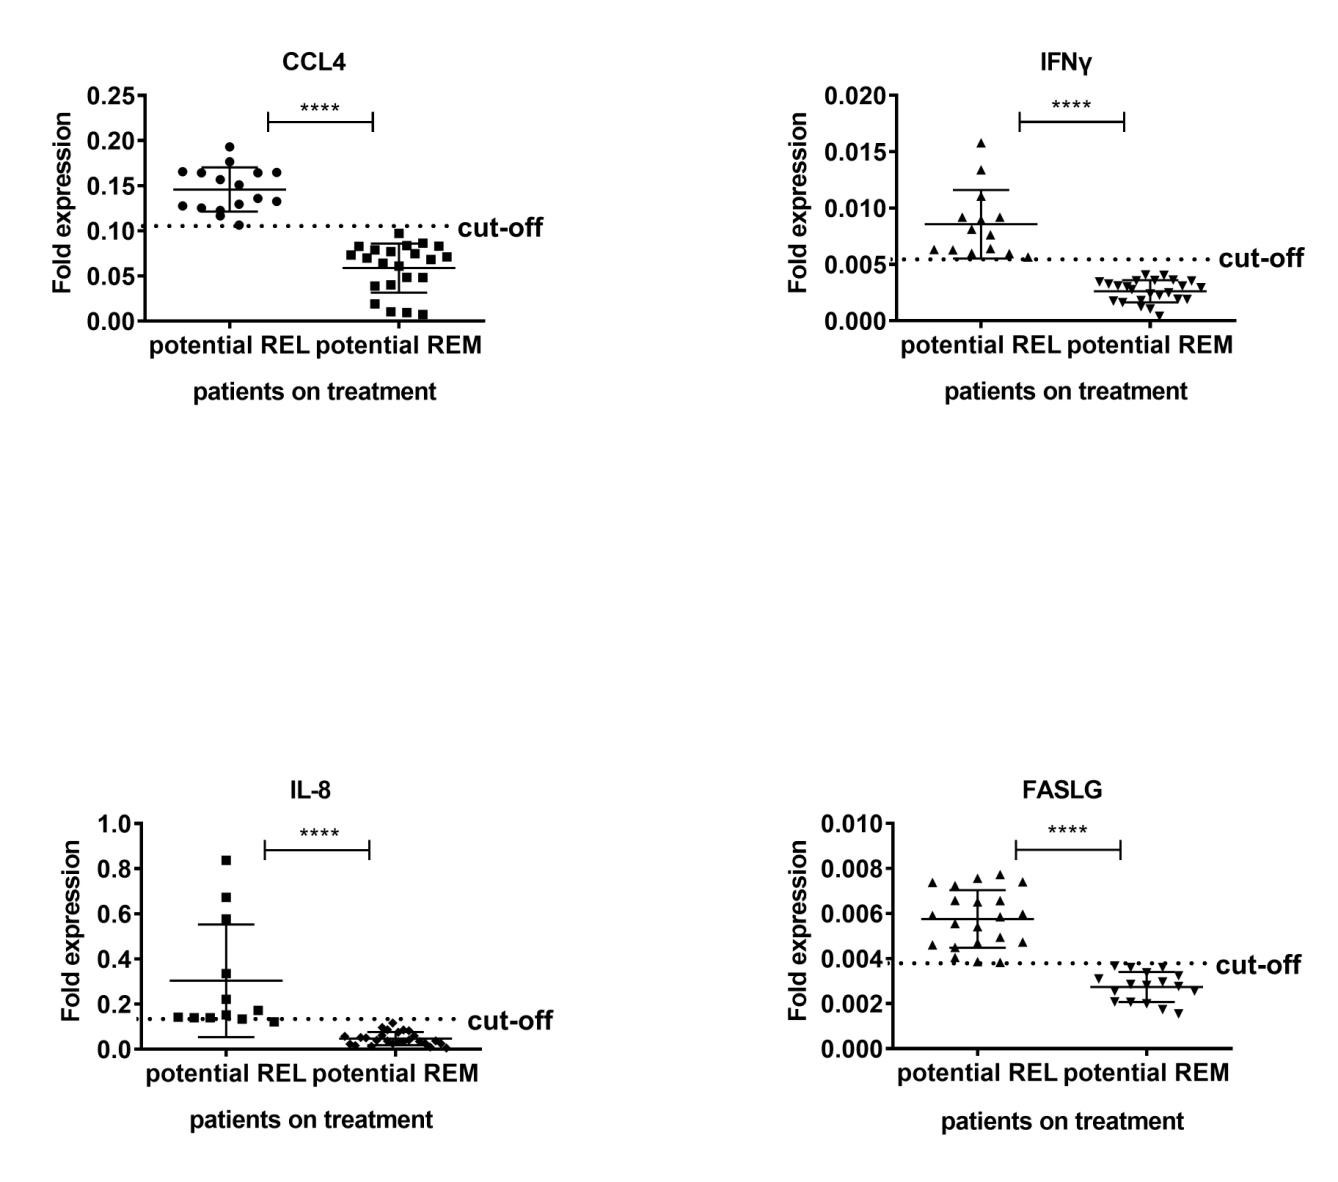 CCL4
****
0.25
0.20
0.15
0.10
0.05
0.00
Fold expression
cut-off
potential REL potential REM
patients on treatment
IFNγ
****
0.020
0.015
0.010
0.005
0.000
Fold expression
cut-off
potential REL potential REM
patients on treatment
IL-8
****
1.0
0.8
0.6
0.4
0.2
0.0
Fold expression
cut-off
potential REL potential REM
patients on treatment
FASLG
****
0.010
0.008
0.006
0.004
0.002
0.000
Fold expression
cut-off
potential REL potential REM
patients on treatment